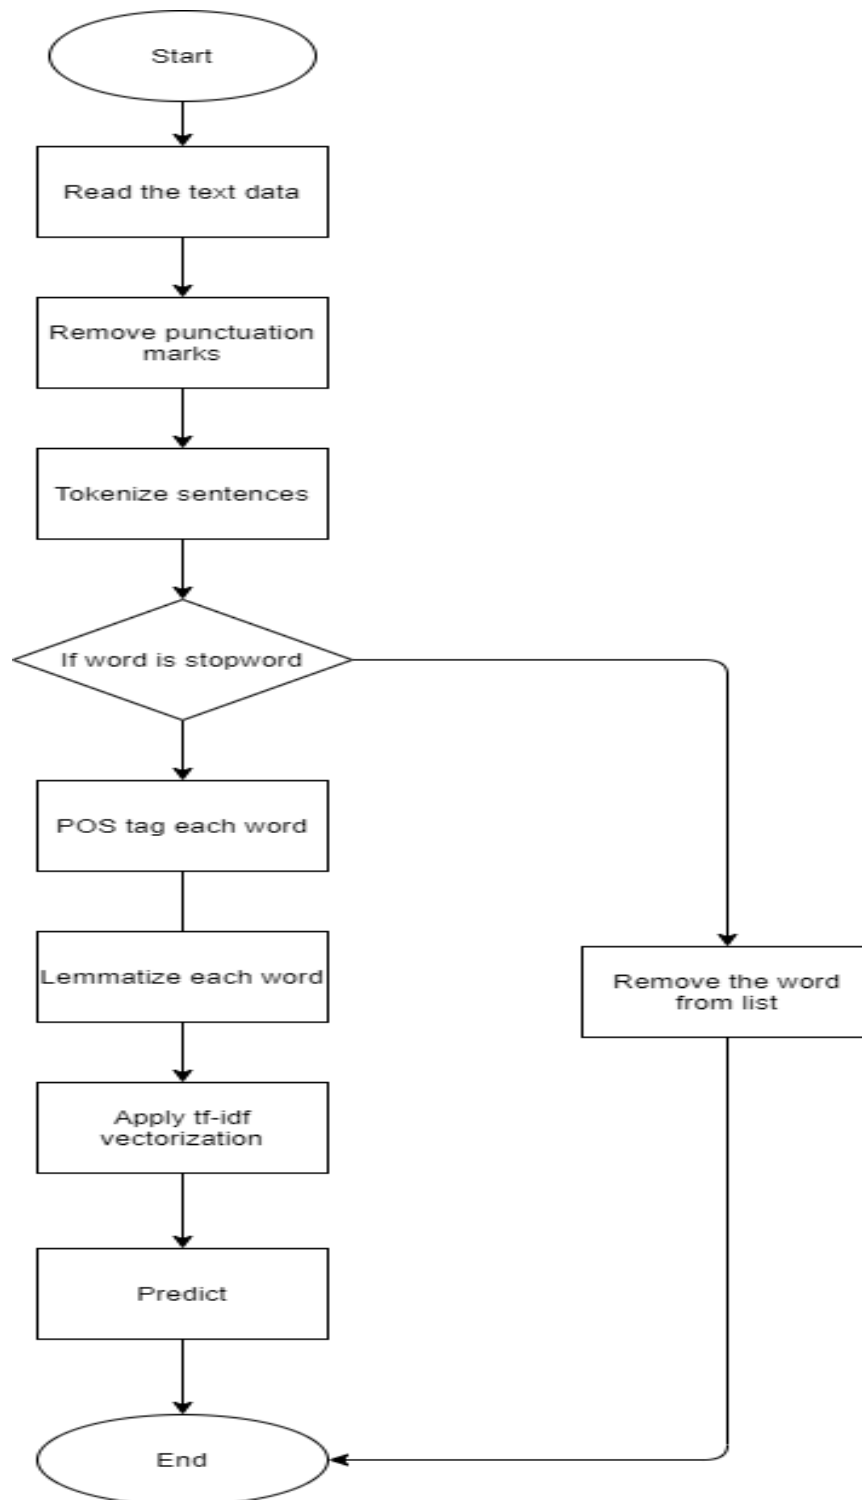 Start
Read the text data
Remove punctuation
marks
Tokenize sentences
If word is stopword
POS tag each word
Lemmatize each word
Remove the word
from list
Apply tf-idf
vectorization
Predict
End